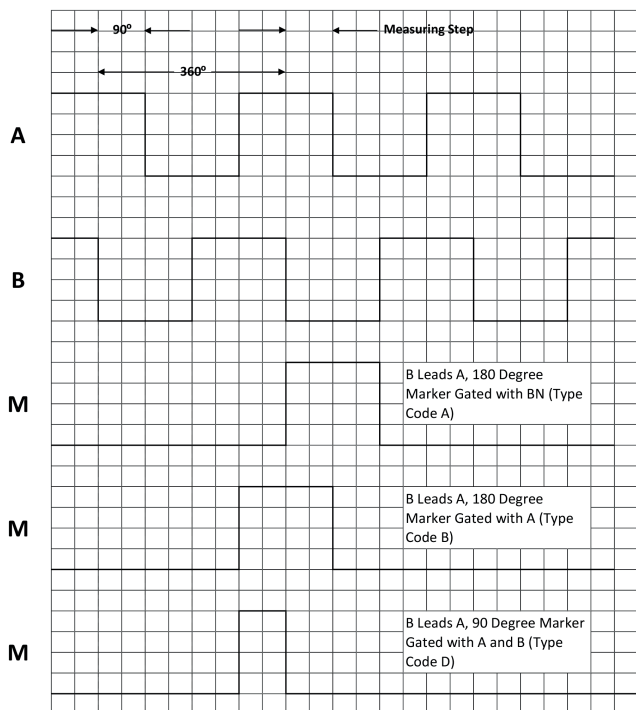 90º
Measuring Step
360º
A
B
M
B Leads A, 180 Degree
Marker Gated with BN (Type
Code A)
M
B Leads A, 180 Degree
Marker Gated with A (Type
Code B)
M
B Leads A, 90 Degree Marker
Gated with A and B (Type
Code D)